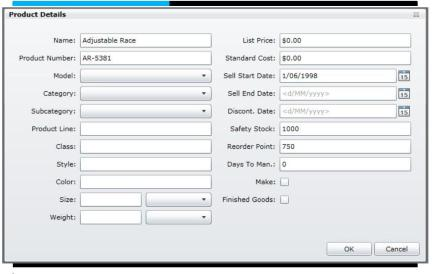 Product Details
Name: Adjustable Race
Product Number: AR-5381
Model:
Category:
Subcategory:
Product Line:
Class:
Style:
Color:
Size:
Weight:
List Price: $0.00
Standard Cost: $0.00
Sell Start Date: 1/06/1998 15
Sell End Date: <d/MM/yyyy> 15
Discont. Date: <d/MM/yyyy> 15
Safety Stock: 1000
Reorder Point: 750
Days To Man.: 0
Make:
Finished Goods:
OK Cancel